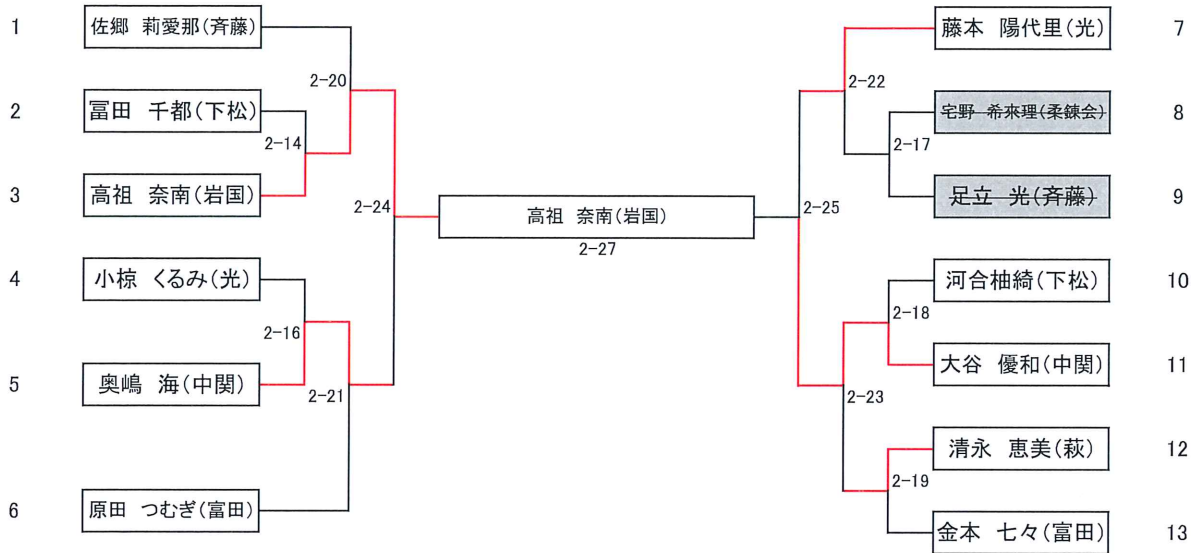 1 佐郷 莉愛那(斉藤)
2-20
2 冨田 千都(下松)
2-14
3 高祖 奈南(岩国)
2-24
4 小椋 くるみ(光)
2-16
5 奥嶋 海(中関)
2-21
6 原田 つむぎ(富田)
高祖 奈南(岩国)
2-27
藤本 陽代里(光) 7
2-22
宅野 希来理(柔錬会) 8
2-17
足立 光(斉藤) 9
2-25
河合柚綺(下松) 10
2-18
大谷 優和(中関) 11
2-23
清永 恵美(萩) 12
2-19
金本 七々(富田) 13